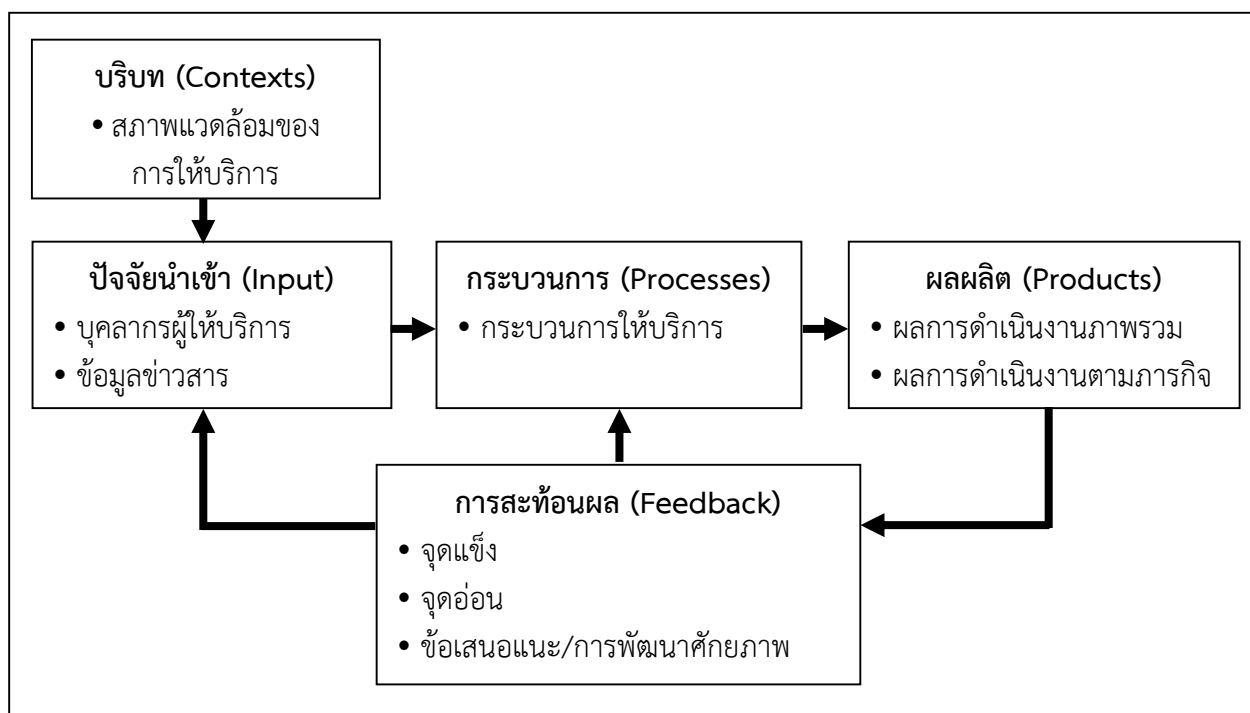 บริบท (Contexts)
• สภาพแวดล้อมของ
การให้บริการ
ปัจจัยนำเข้า (Input)
• บุคลากรผู้ให้บริการ
• ข้อมูลข่าวสาร
กระบวนการ (Processes)
• กระบวนการให้บริการ
ผลผลิต (Products)
• ผลการดำเนินงานภาพรวม
• ผลการดำเนินงานตามภารกิจ
การสะท้อนผล (Feedback)
• จุดแข็ง
• จุดอ่อน
• ข้อเสนอแนะ/การพัฒนาศักยภาพ